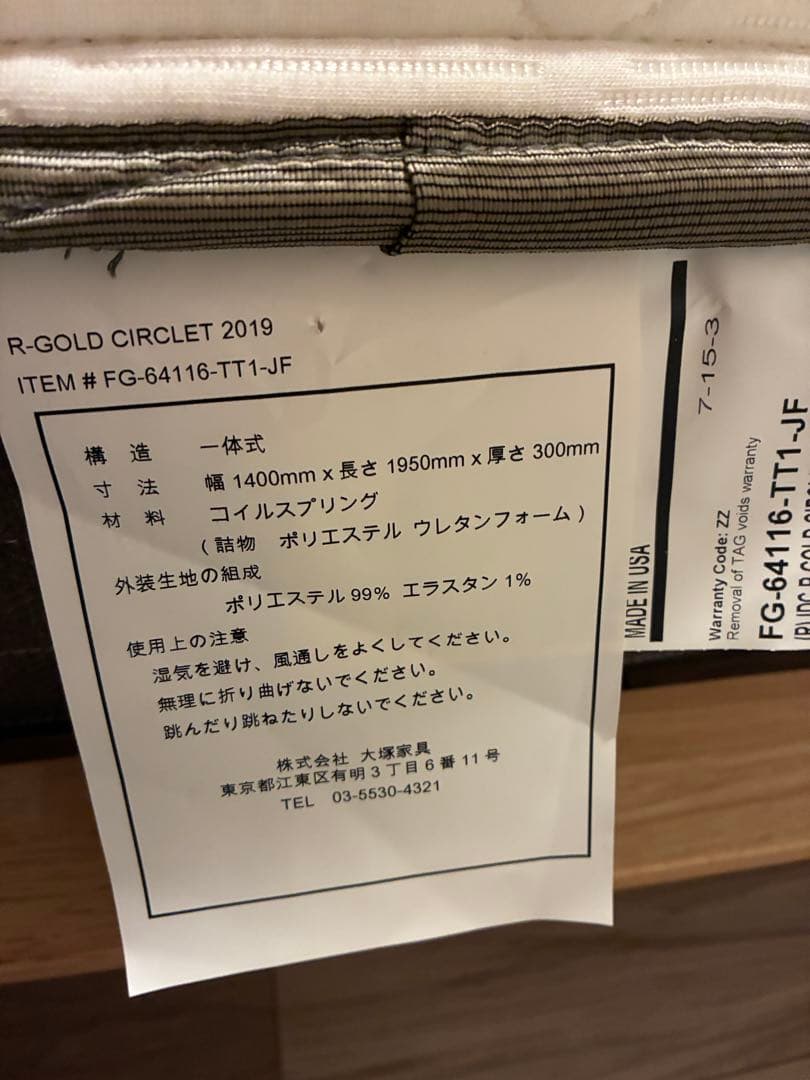 R-GOLD CIRCLET 2019
ITEM # FG-64116-TT1-JF
構 造 一体式
寸 法 幅 1400mm x 長さ 1950mm x 厚さ 300mm
材 料 コイルスプリング
( 詰物 ポリエステル ウレタンフォーム )
外装生地の組成
ポリエステル 99% エラスタン 1%
使用上の注意
湿気を避け、風通しをよくしてください。
無理に折り曲げないでください。
跳んだり跳ねたりしないでください。
株式会社 大塚家具
東京都江東区有明 3 丁目 6 番 11 号
TEL 03-5530-4321
MADE IN USA
7-15-3
Warranty Code: ZZ
Removal of TAG voids warranty
FG-64116-TT1-JF